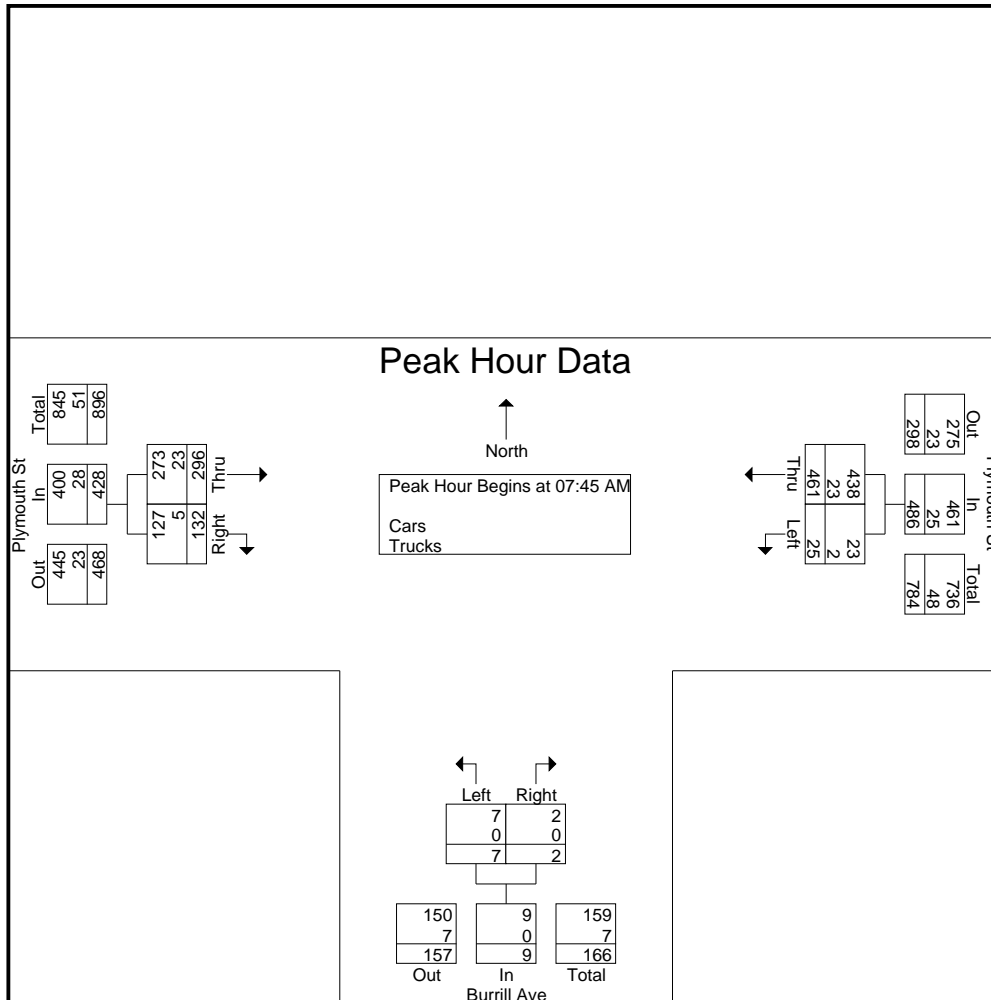 Peak Hour Data
North
Peak Hour Begins at 07:45 AM
Cars
Trucks
Plymouth St
Total
845
51
896
In
400
28
428
Out
445
23
468
Thru
273
23
296
Right
127
5
132
Plymouth St
Out
275
23
298
In
461
25
486
Total
736
48
784
Thru
438
23
461
Left
23
2
25
Left Right
7 2
0 0
7 2
150 9 159
7 0 7
157 9 166
Out In Total
Burrill Ave